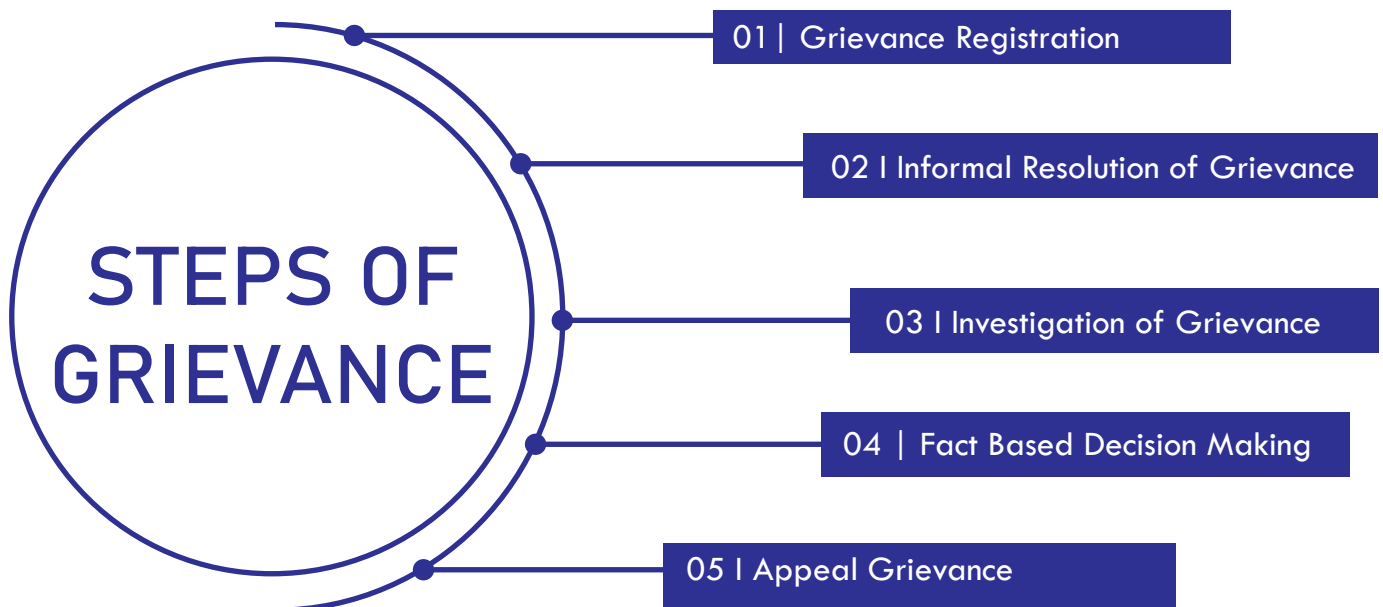 STEPS OF
GRIEVANCE
01| Grievance Registration
02 I Informal Resolution of Grievance
03 I Investigation of Grievance
04 | Fact Based Decision Making
05 I Appeal Grievance